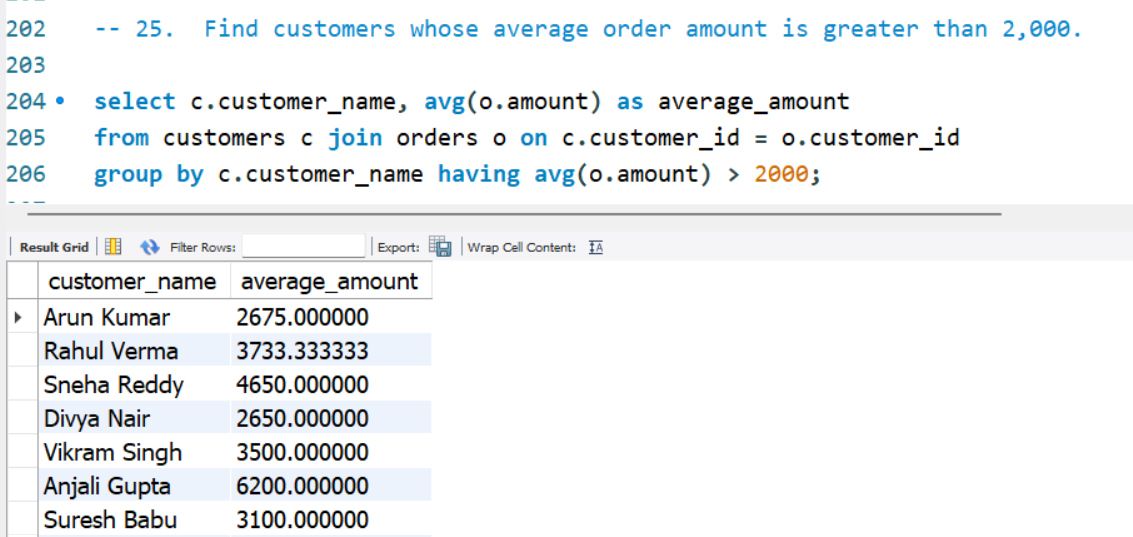 202 -- 25.  Find customers whose average order amount is greater than 2,000.
203
204 select c.customer_name, avg(o.amount) as average_amount
205 from customers c join orders o on c.customer_id = o.customer_id
206 group by c.customer_name having avg(o.amount) > 2000;
Result Grid Filter Rows: Export: Wrap Cell Content:
customer_name average_amount
Arun Kumar 2675.000000
Rahul Verma 3733.333333
Sneha Reddy 4650.000000
Divya Nair 2650.000000
Vikram Singh 3500.000000
Anjali Gupta 6200.000000
Suresh Babu 3100.000000